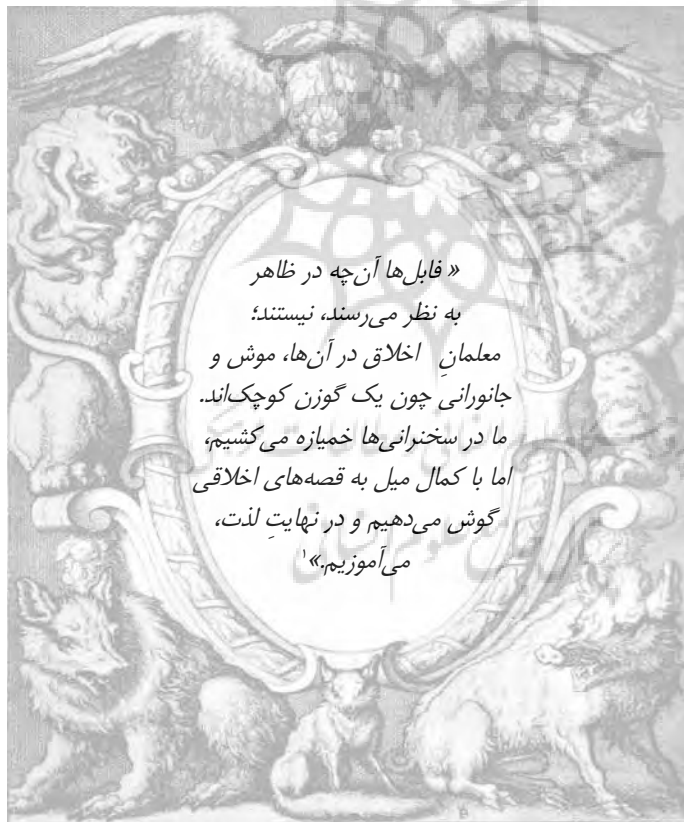 « فابل‌ها آن‌چه در ظاهر
به نظر می‌رسند، نیستند؛
معلمانِ اخلاق در آن‌ها، موش و
جانورانی چون یک گوزن کوچک‌اند.
ما در سخنرانی‌ها خمیازه می‌کشیم،
اما با کمال میل به قصه‌های اخلاقی
گوش می‌دهیم و در نهایتِ لذت،
می‌آموزیم.»۱